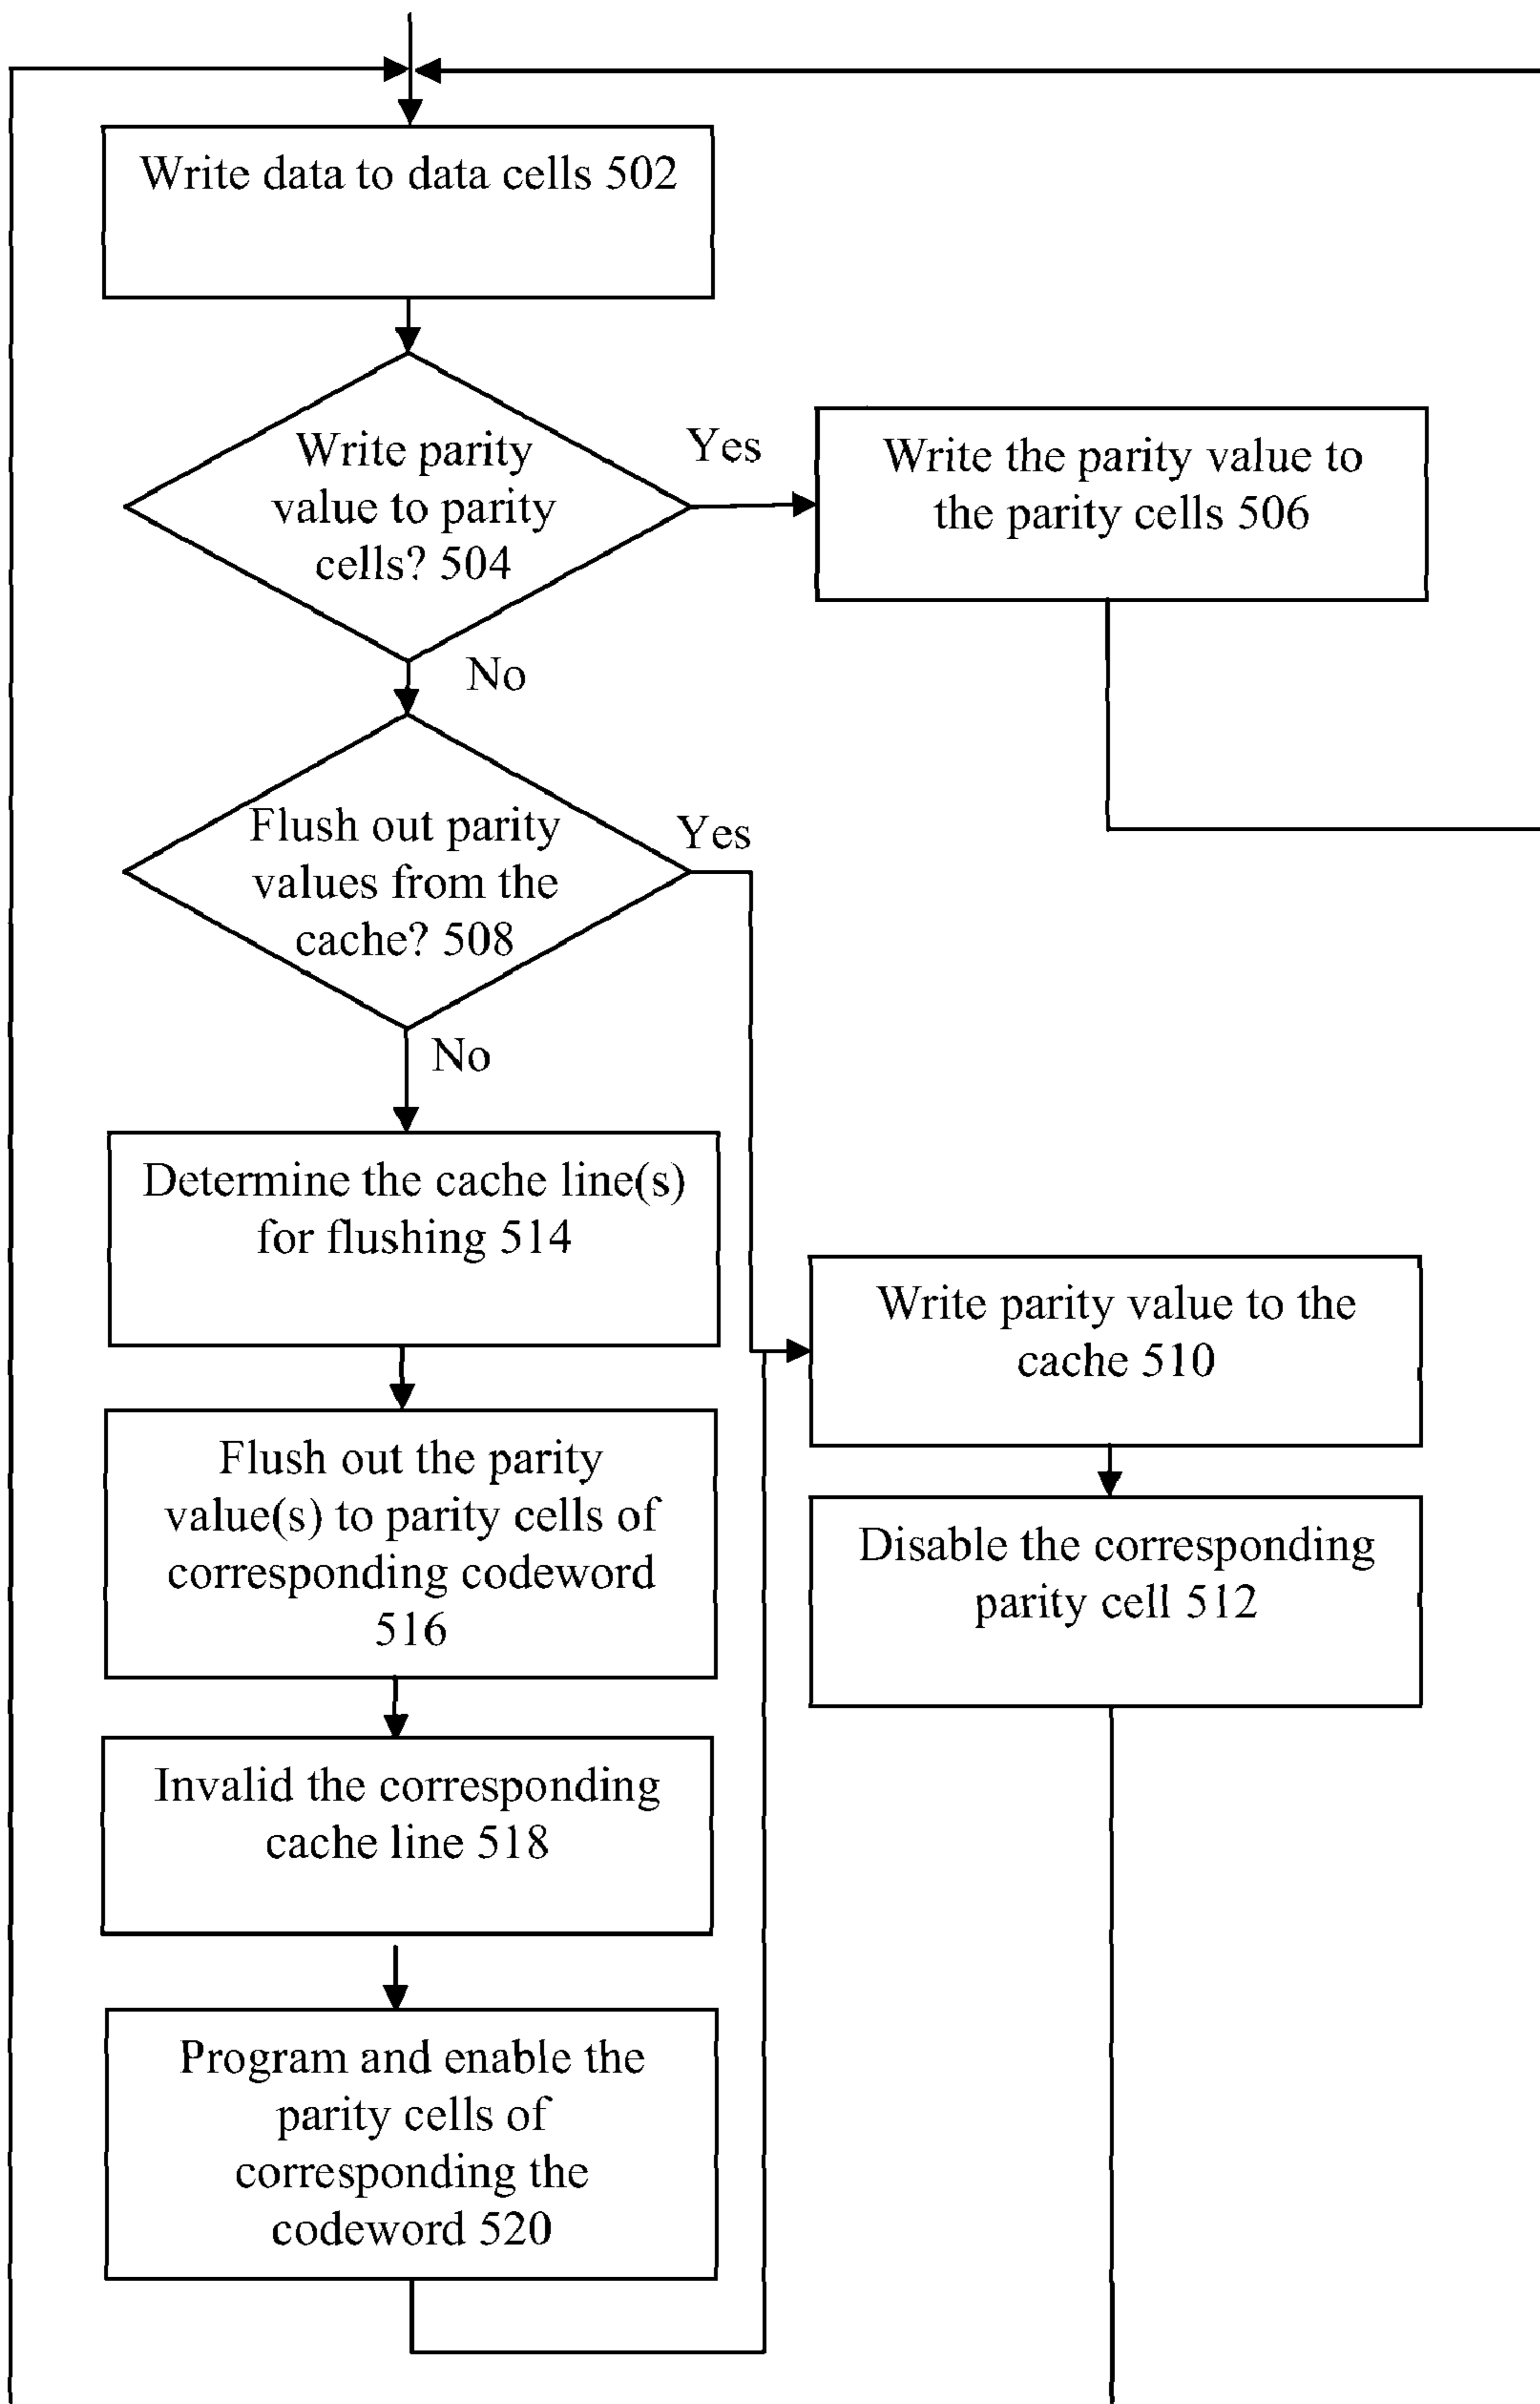 Write data to data cells 502
Write parity
value to parity
cells? 504
Yes
Write the parity value to
the parity cells 506
No
Flush out parity
values from the
cache? 508
Yes
No
Determine the cache line(s)
for flushing 514
Write parity value to the
cache 510
Flush out the parity
value(s) to parity cells of
corresponding codeword
516
Disable the corresponding
parity cell 512
Invalid the corresponding
cache line 518
Program and enable the
parity cells of
corresponding the
codeword 520